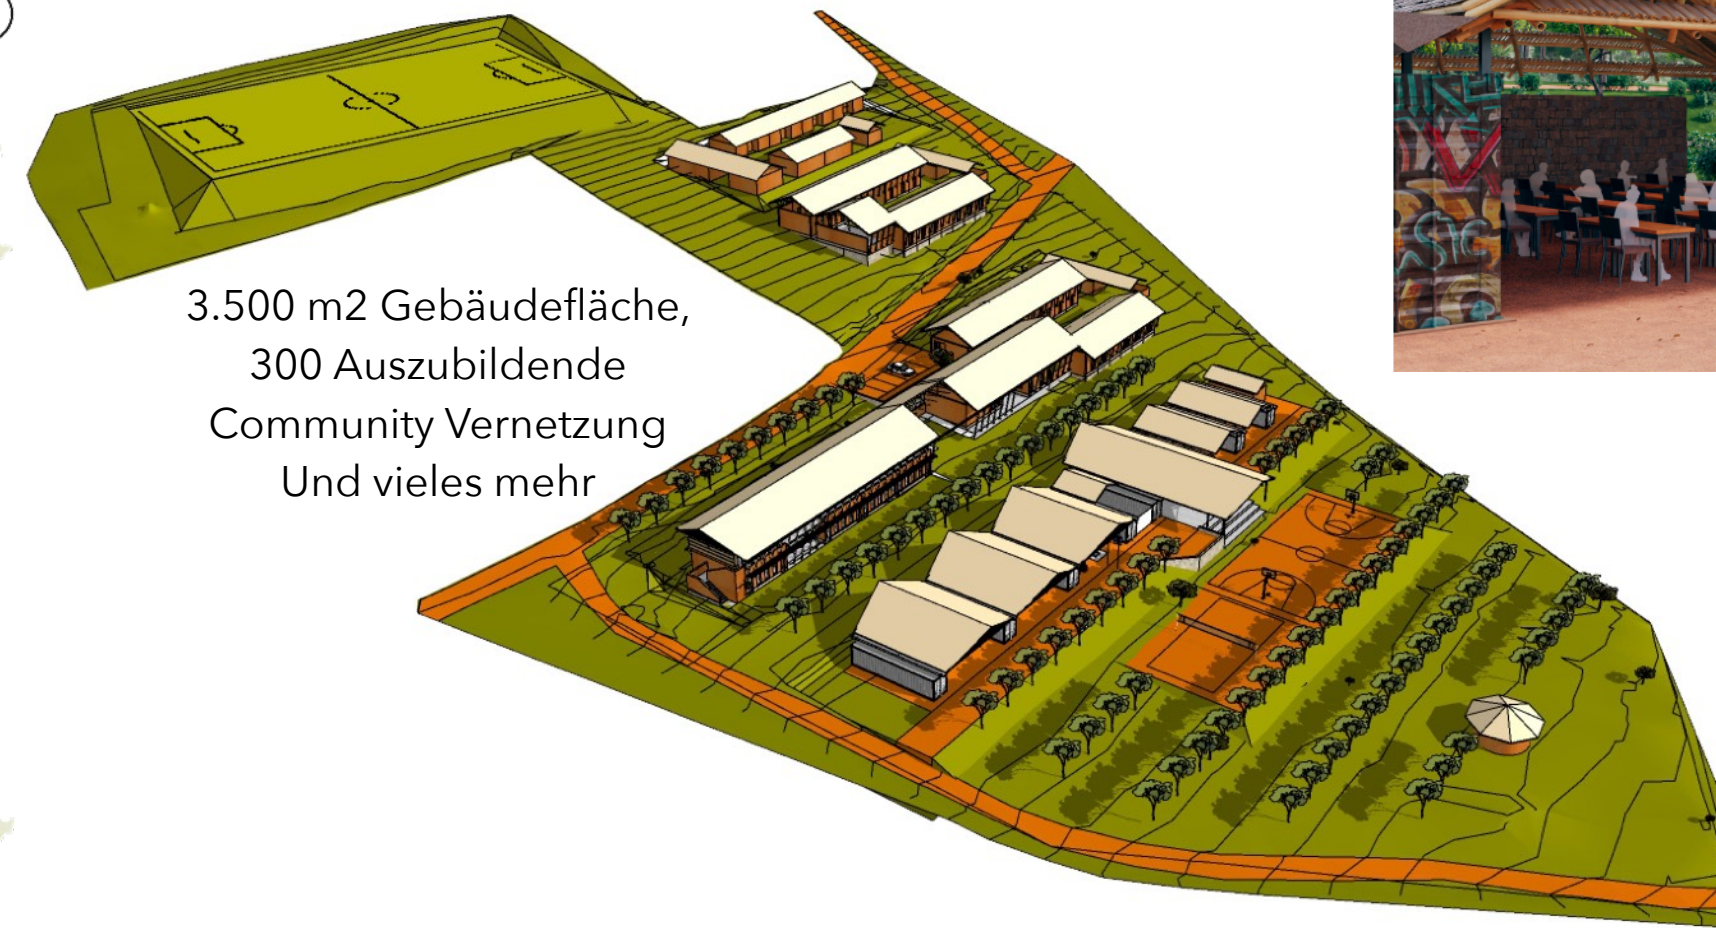 3.500 m2 Gebäudefläche,
300 Auszubildende
Community Vernetzung
Und vieles mehr